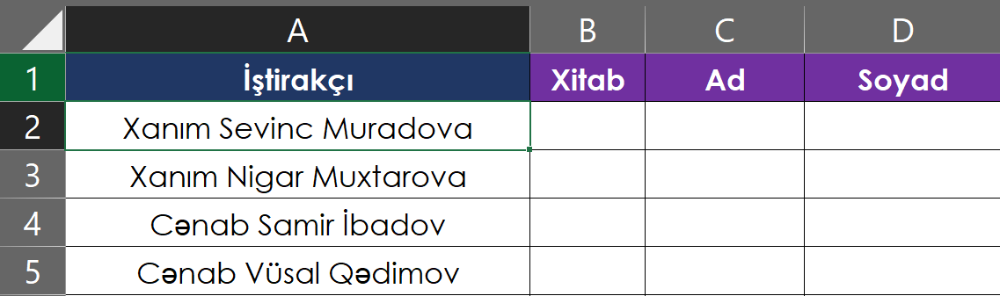 A B C D
1 İştirakçı Xitab Ad Soyad
2 Xanım Sevinc Muradova
3 Xanım Nigar Muxtarova
4 Cənab Samir İbadov
5 Cənab Vüsal Qədimov